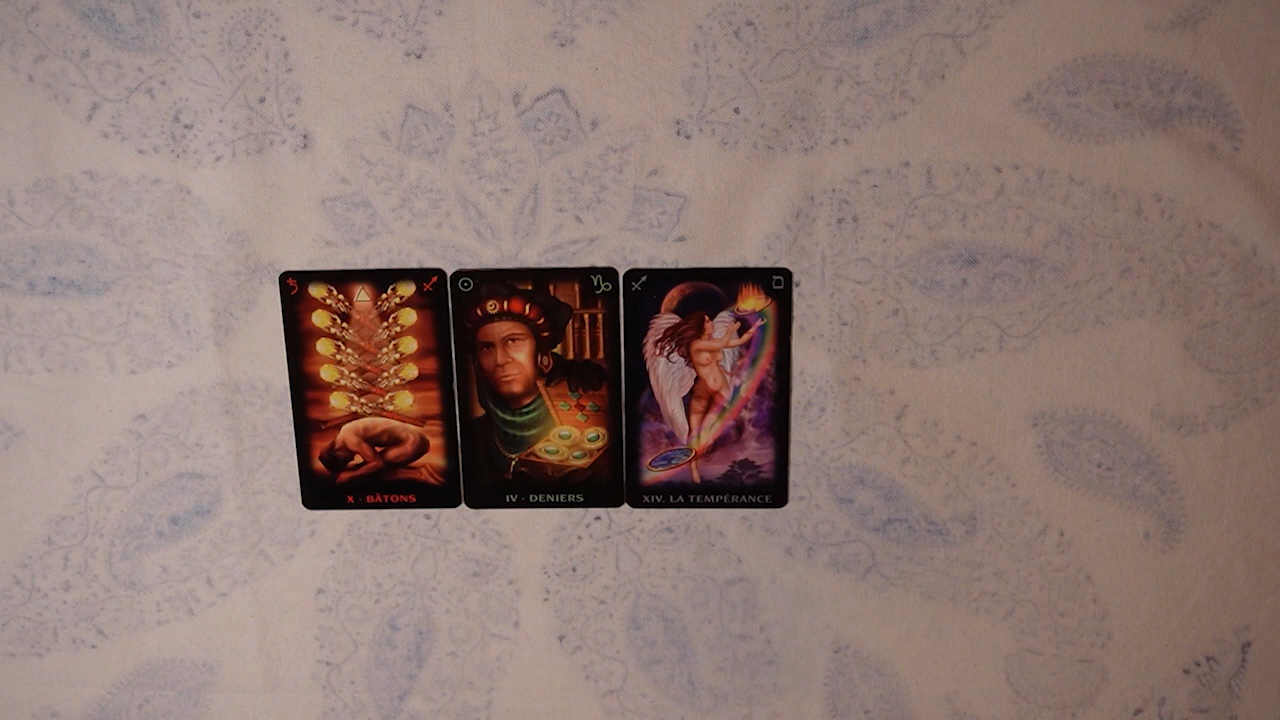 X · BÂTONS
IV · DENIERS
XIV. LA TEMPÉRANCE